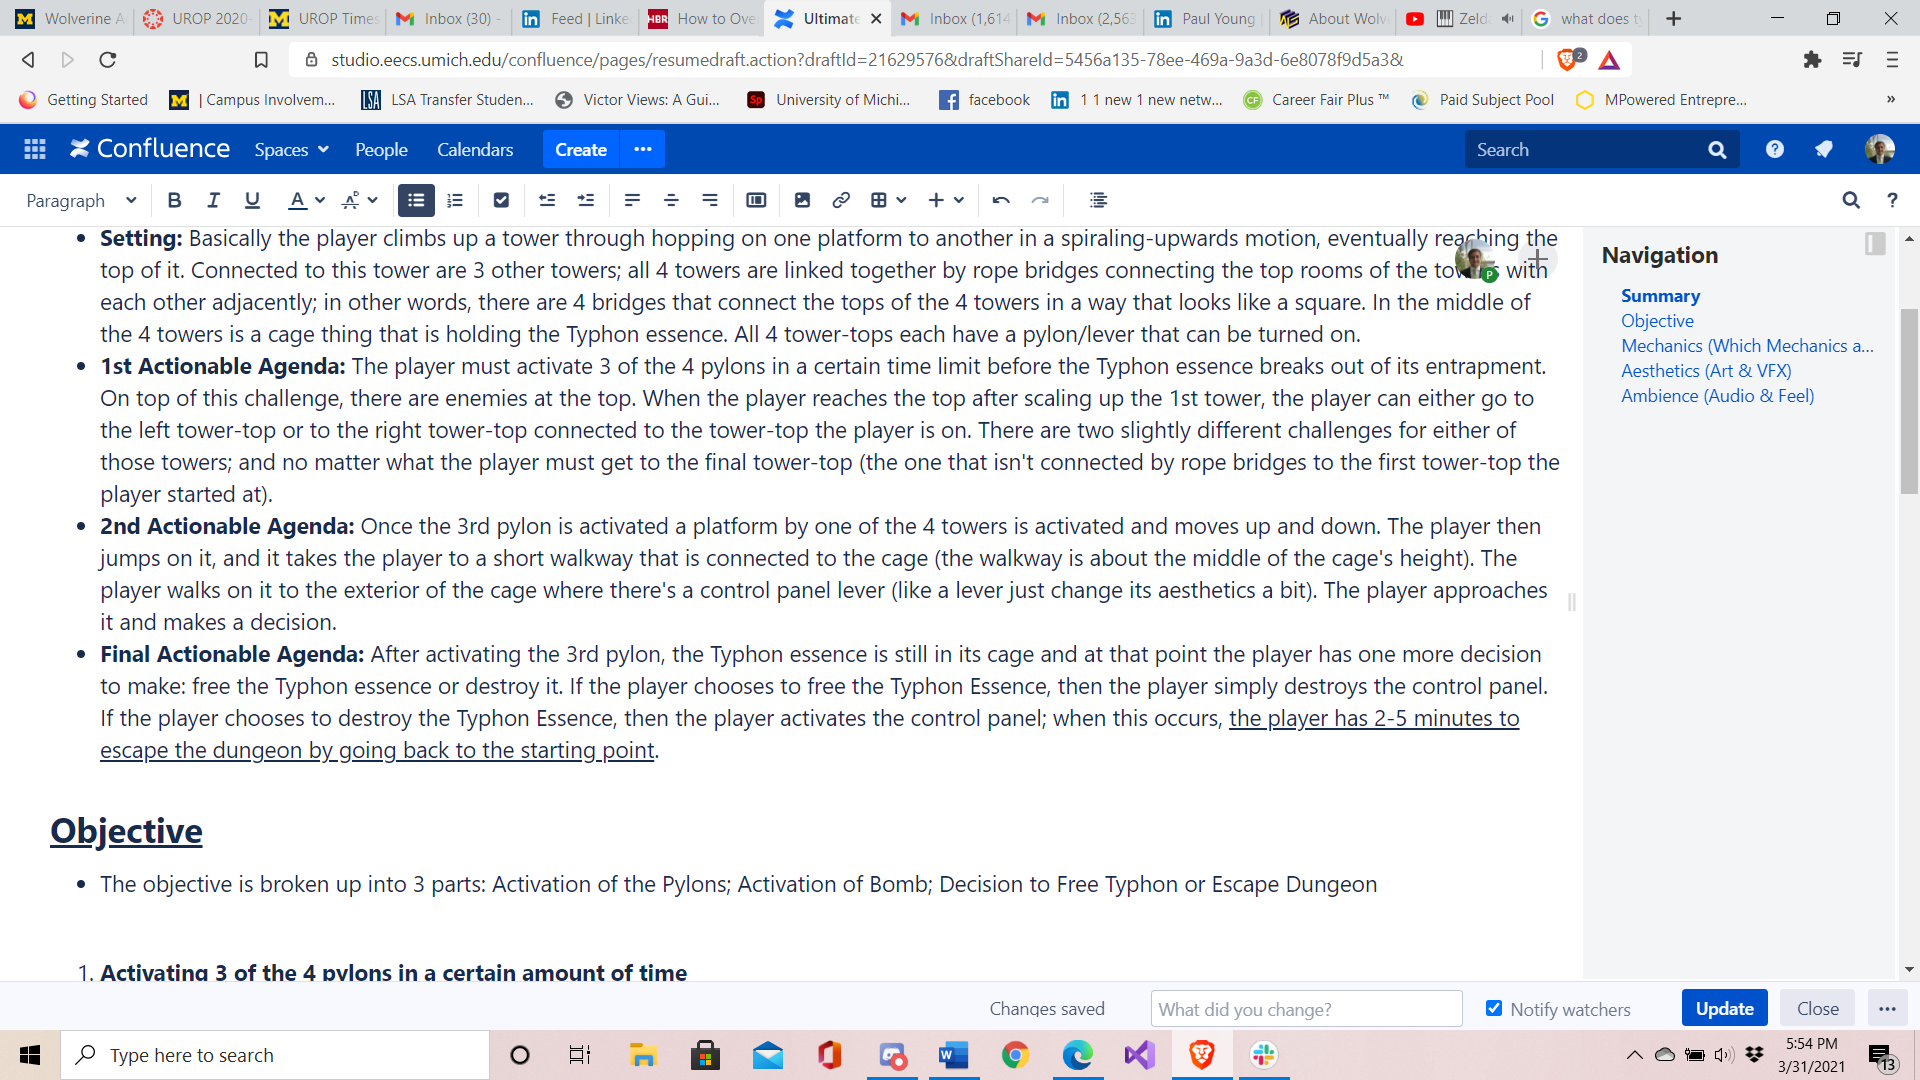 Wolverine A
UROP 2020-
UROP Times
Inbox (30) -
Feed | Linke
HBR How to Ove
Ultimate
Inbox (1,614
Inbox (2,563
Paul Young
About Wolv
Zeld
what does t
studio.eecs.umich.edu/confluence/pages/resumedraft.action?draftId=21629576&draftShareId=5456a135-78ee-469a-9a3d-6e8078f9d5a3&
2
Getting Started
| Campus Involvem...
LSA LSA Transfer Studen...
Victor Views: A Gui...
Sp University of Michi...
facebook
1 1 new 1 new netw...
CF Career Fair Plus ™
Paid Subject Pool
MPowered Entrepre...
»
Confluence
Spaces
People
Calendars
Create
Search
Paragraph
B I U A
Setting: Basically the player climbs up a tower through hopping on one platform to another in a spiraling-upwards motion, eventually reaching the
top of it. Connected to this tower are 3 other towers; all 4 towers are linked together by rope bridges connecting the top rooms of the towers with
each other adjacently; in other words, there are 4 bridges that connect the tops of the 4 towers in a way that looks like a square. In the middle of
the 4 towers is a cage thing that is holding the Typhon essence. All 4 tower-tops each have a pylon/lever that can be turned on.
1st Actionable Agenda: The player must activate 3 of the 4 pylons in a certain time limit before the Typhon essence breaks out of its entrapment.
On top of this challenge, there are enemies at the top. When the player reaches the top after scaling up the 1st tower, the player can either go to
the left tower-top or to the right tower-top connected to the tower-top the player is on. There are two slightly different challenges for either of
those towers; and no matter what the player must get to the final tower-top (the one that isn't connected by rope bridges to the first tower-top the
player started at).
2nd Actionable Agenda: Once the 3rd pylon is activated a platform by one of the 4 towers is activated and moves up and down. The player then
jumps on it, and it takes the player to a short walkway that is connected to the cage (the walkway is about the middle of the cage's height). The
player walks on it to the exterior of the cage where there's a control panel lever (like a lever just change its aesthetics a bit). The player approaches
it and makes a decision.
Final Actionable Agenda: After activating the 3rd pylon, the Typhon essence is still in its cage and at that point the player has one more decision
to make: free the Typhon essence or destroy it. If the player chooses to free the Typhon Essence, then the player simply destroys the control panel.
If the player chooses to destroy the Typhon Essence, then the player activates the control panel; when this occurs, the player has 2-5 minutes to
escape the dungeon by going back to the starting point.
Objective
The objective is broken up into 3 parts: Activation of the Pylons; Activation of Bomb; Decision to Free Typhon or Escape Dungeon
1. Activating 3 of the 4 pylons in a certain amount of time
P
Navigation
Summary
Objective
Mechanics (Which Mechanics a...
Aesthetics (Art & VFX)
Ambience (Audio & Feel)
Changes saved
What did you change?
Notify watchers
Update
Close
Type here to search
5:54 PM
3/31/2021
13